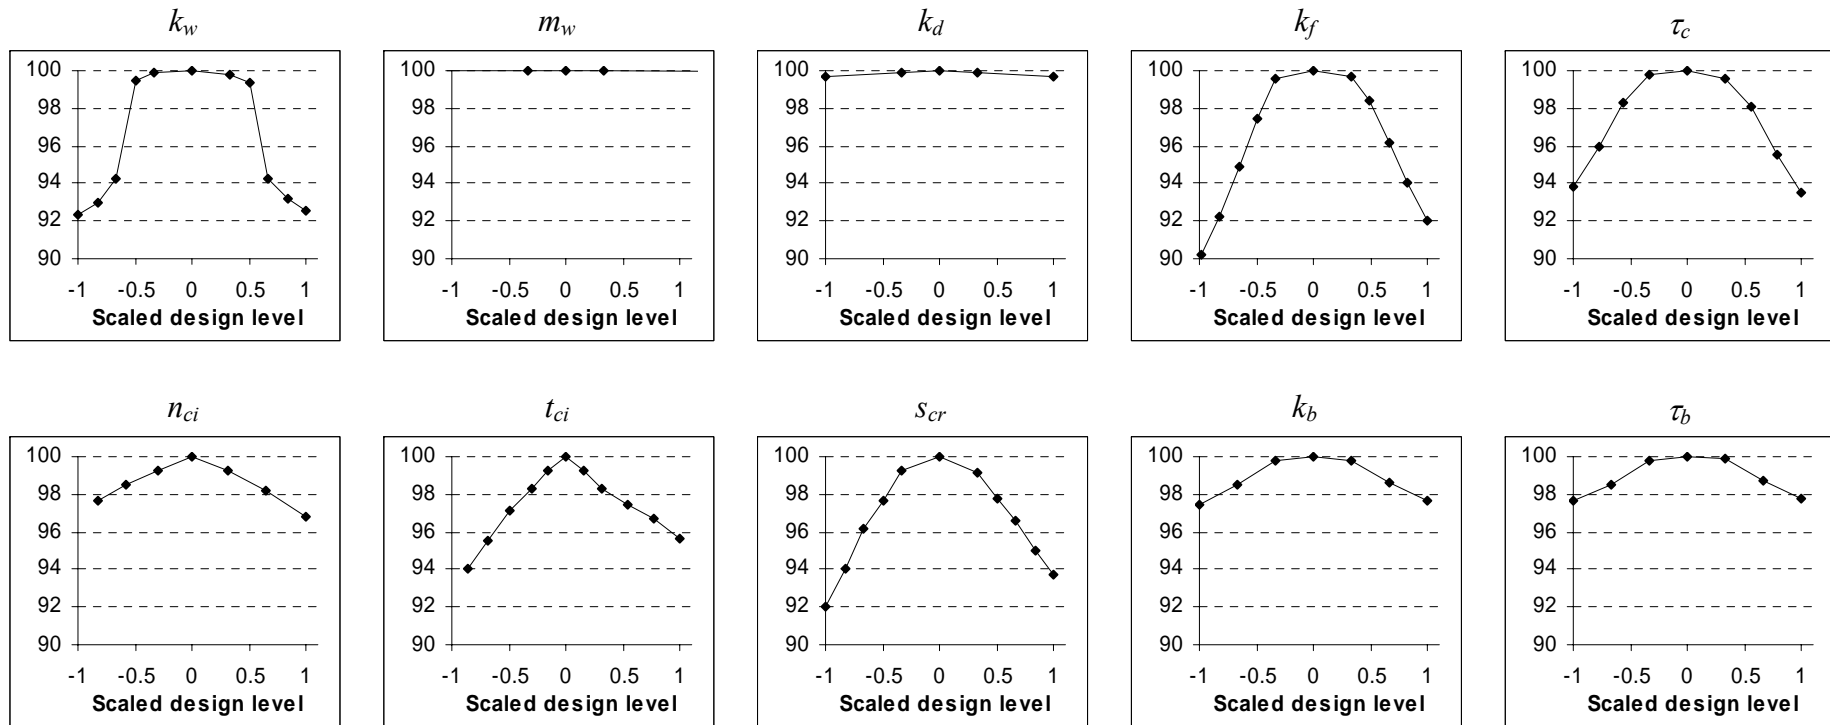 k_w m_w k_d k_f τ_c
100 100 100 100 100
98 98 98 98 98
96 96 96 96 96
94 94 94 94 94
92 92 92 92 92
90 90 90 90 90
-1 -0.5 0 0.5 1 -1 -0.5 0 0.5 1 -1 -0.5 0 0.5 1 -1 -0.5 0 0.5 1 -1 -0.5 0 0.5 1
Scaled design level Scaled design level Scaled design level Scaled design level Scaled design level
n_ci t_ci s_cr k_b τ_b
100 100 100 100 100
98 98 98 98 98
96 96 96 96 96
94 94 94 94 94
92 92 92 92 92
90 90 90 90 90
-1 -0.5 0 0.5 1 -1 -0.5 0 0.5 1 -1 -0.5 0 0.5 1 -1 -0.5 0 0.5 1 -1 -0.5 0 0.5 1
Scaled design level Scaled design level Scaled design level Scaled design level Scaled design level